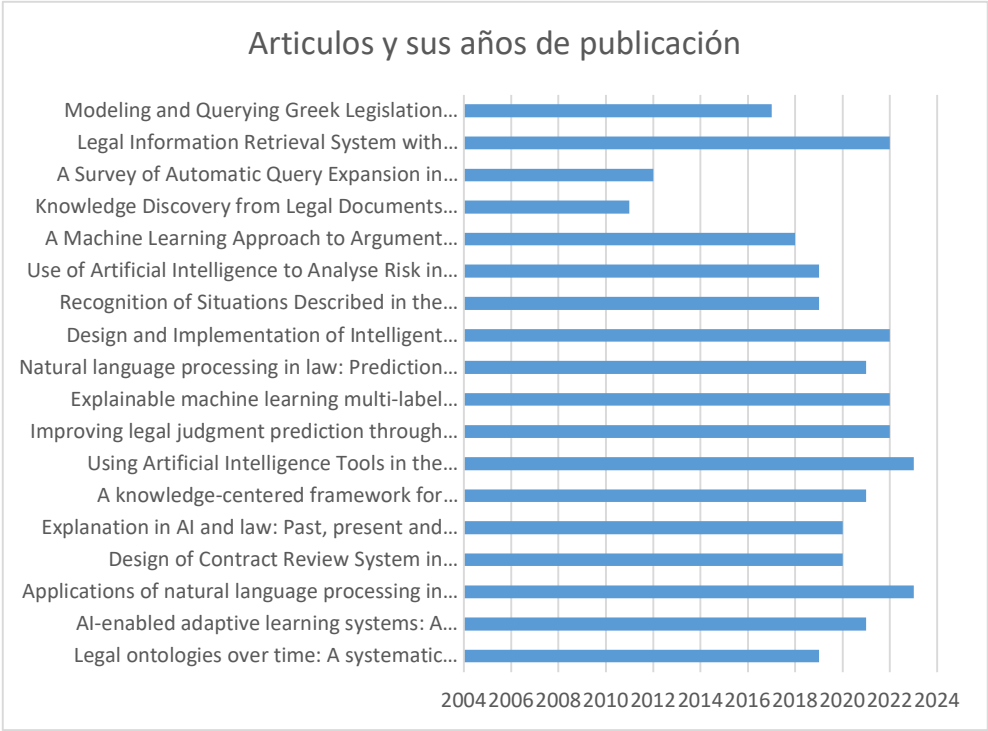 Articulos y sus años de publicación
Modeling and Querying Greek Legislation...
Legal Information Retrieval System with...
A Survey of Automatic Query Expansion in...
Knowledge Discovery from Legal Documents...
A Machine Learning Approach to Argument...
Use of Artificial Intelligence to Analyse Risk in...
Recognition of Situations Described in the...
Design and Implementation of Intelligent...
Natural language processing in law: Prediction...
Explainable machine learning multi-label...
Improving legal judgment prediction through...
Using Artificial Intelligence Tools in the...
A knowledge-centered framework for...
Explanation in AI and law: Past, present and...
Design of Contract Review System in...
Applications of natural language processing in...
AI-enabled adaptive learning systems: A...
Legal ontologies over time: A systematic...
2004 2006 2008 2010 2012 2014 2016 2018 2020 2022 2024